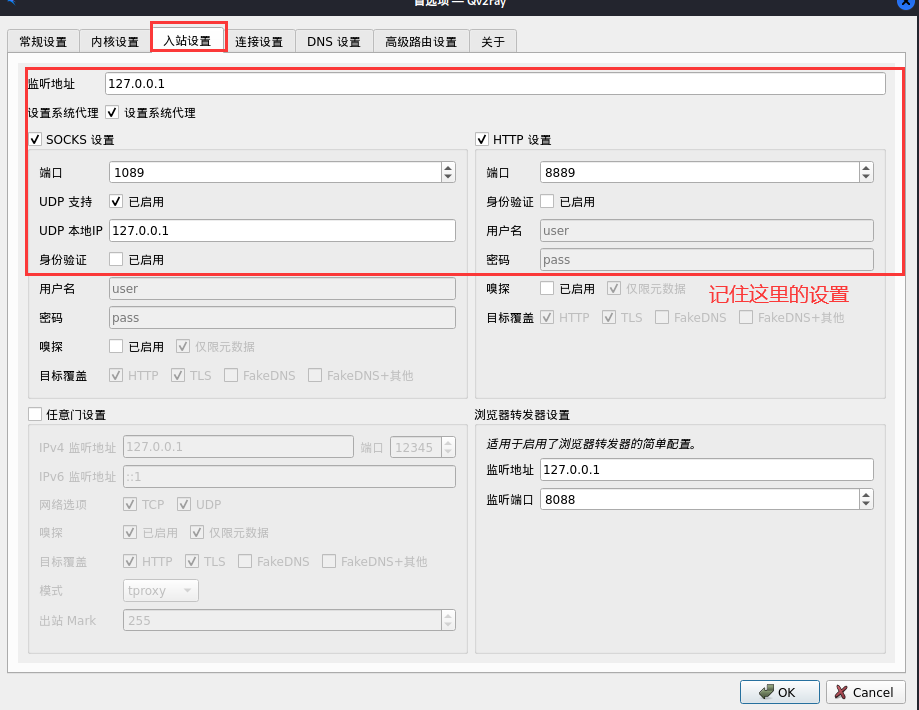 首选项 — Qv2ray
常规设置 内核设置 入站设置 连接设置 DNS 设置 高级路由设置 关于
监听地址 127.0.0.1
设置系统代理 设置系统代理
SOCKS 设置
端口 1089
UDP 支持 已启用
UDP 本地IP 127.0.0.1
身份验证 已启用
用户名 user
密码 pass
嗅探 已启用 仅限元数据
目标覆盖 HTTP TLS FakeDNS FakeDNS+其他
HTTP 设置
端口 8889
身份验证 已启用
用户名 user
密码 pass
嗅探 已启用 仅限元数据
记住这里的设置
目标覆盖 HTTP TLS FakeDNS FakeDNS+其他
任意门设置
IPv4 监听地址 127.0.0.1 端口 12345
IPv6 监听地址 ::1
网络选项 TCP UDP
嗅探 已启用 仅限元数据
目标覆盖 HTTP TLS FakeDNS FakeDNS+其他
模式 tproxy
出站 Mark 255
浏览器转发器设置
适用于启用了浏览器转发器的简单配置。
监听地址 127.0.0.1
监听端口 8088
OK Cancel